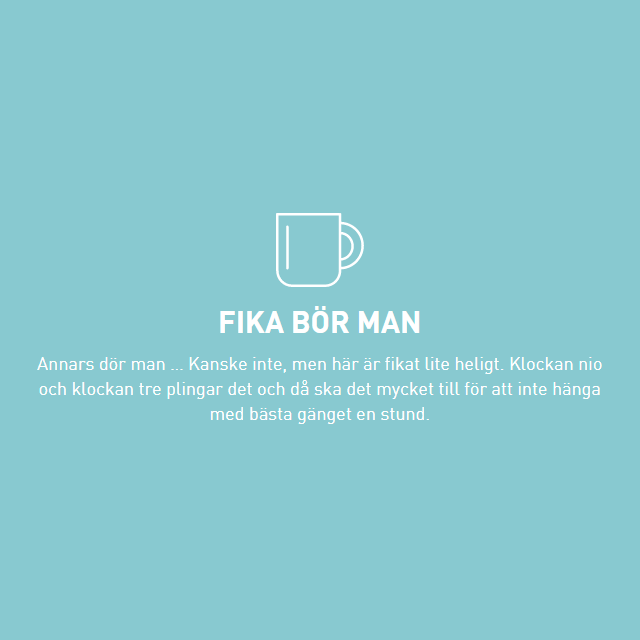 FIKA BÖR MAN
Annars dör man ... Kanske inte, men här är fikat lite heligt. Klockan nio
och klockan tre plingar det och då ska det mycket till för att inte hänga
med bästa gänget en stund.